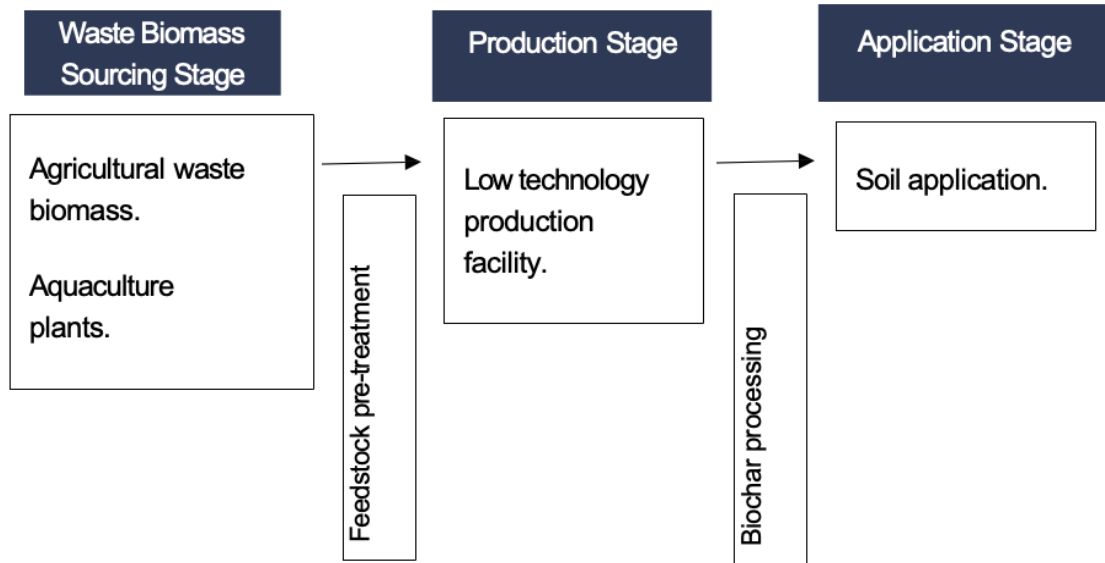 Waste Biomass
Sourcing Stage
Production Stage
Application Stage
Agricultural waste
biomass.
Aquaculture
plants.
Feedstock pre-treatment
Low technology
production
facility.
Biochar processing
Soil application.